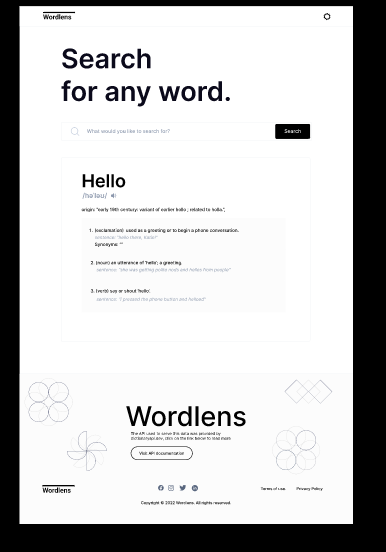 Wordlens
Search
for any word.
What would you like to search for?
Search
Hello
/həˈləʊ/
origin: "early 19th century: variant of earlier hollo ; related to holla.",
1. (exclamation) used as a greeting or to begin a phone conversation.
sentence: "hello there, Katie!"
Synonyms: ""
2. (noun) an utterance of 'hello'; a greeting.
sentence: "she was getting polite nods and hellos from people"
3. (verb) say or shout 'hello'.
sentence: "I pressed the phone button and helloed"
Wordlens
The API used to serve this data was provided by
dictionaryapi.dev, click on the link below to read more
Visit API documentation
Wordlens
Terms of use.
Privacy Policy
Copyright © 2022 Wordlens. All rights reserved.